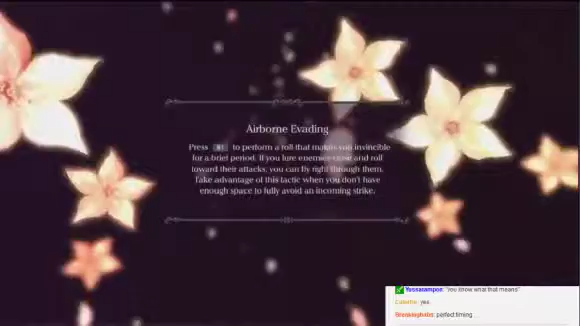 Airborne Evading
Press R1 to perform a roll that makes you invincible
for a brief period. If you lure enemies close and roll
toward their attacks, you can fly right through them.
Take advantage of this tactic when you don't have
enough space to fully avoid an incoming strike.
"You know what that means"
yes.
perfect timing...